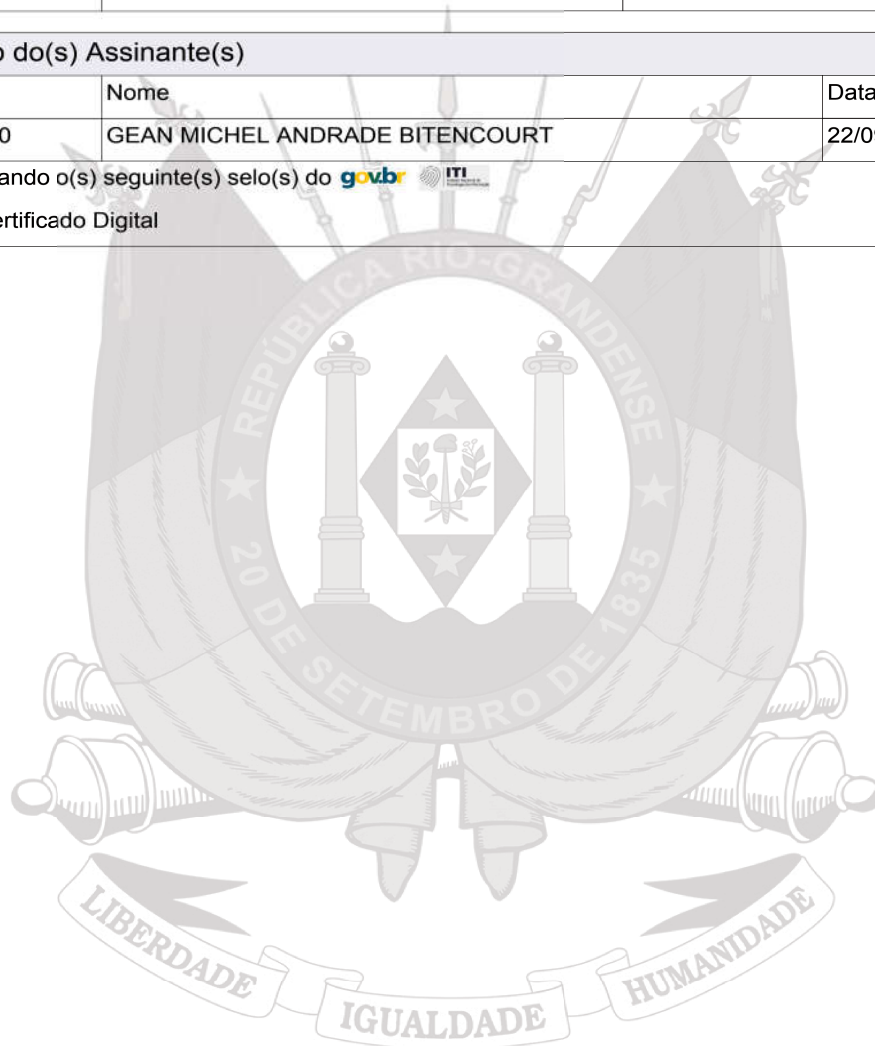 o do(s) Assinante(s)
Nome Data
0 GEAN MICHEL ANDRADE BITENCOURT 22/09
ando o(s) seguinte(s) selo(s) do gov.br ITI
ertificado Digital
REPÚBLICA RIO-GRANDENSE
20 DE SETEMBRO DE 1835
LIBERDADE
IGUALDADE
HUMANIDADE